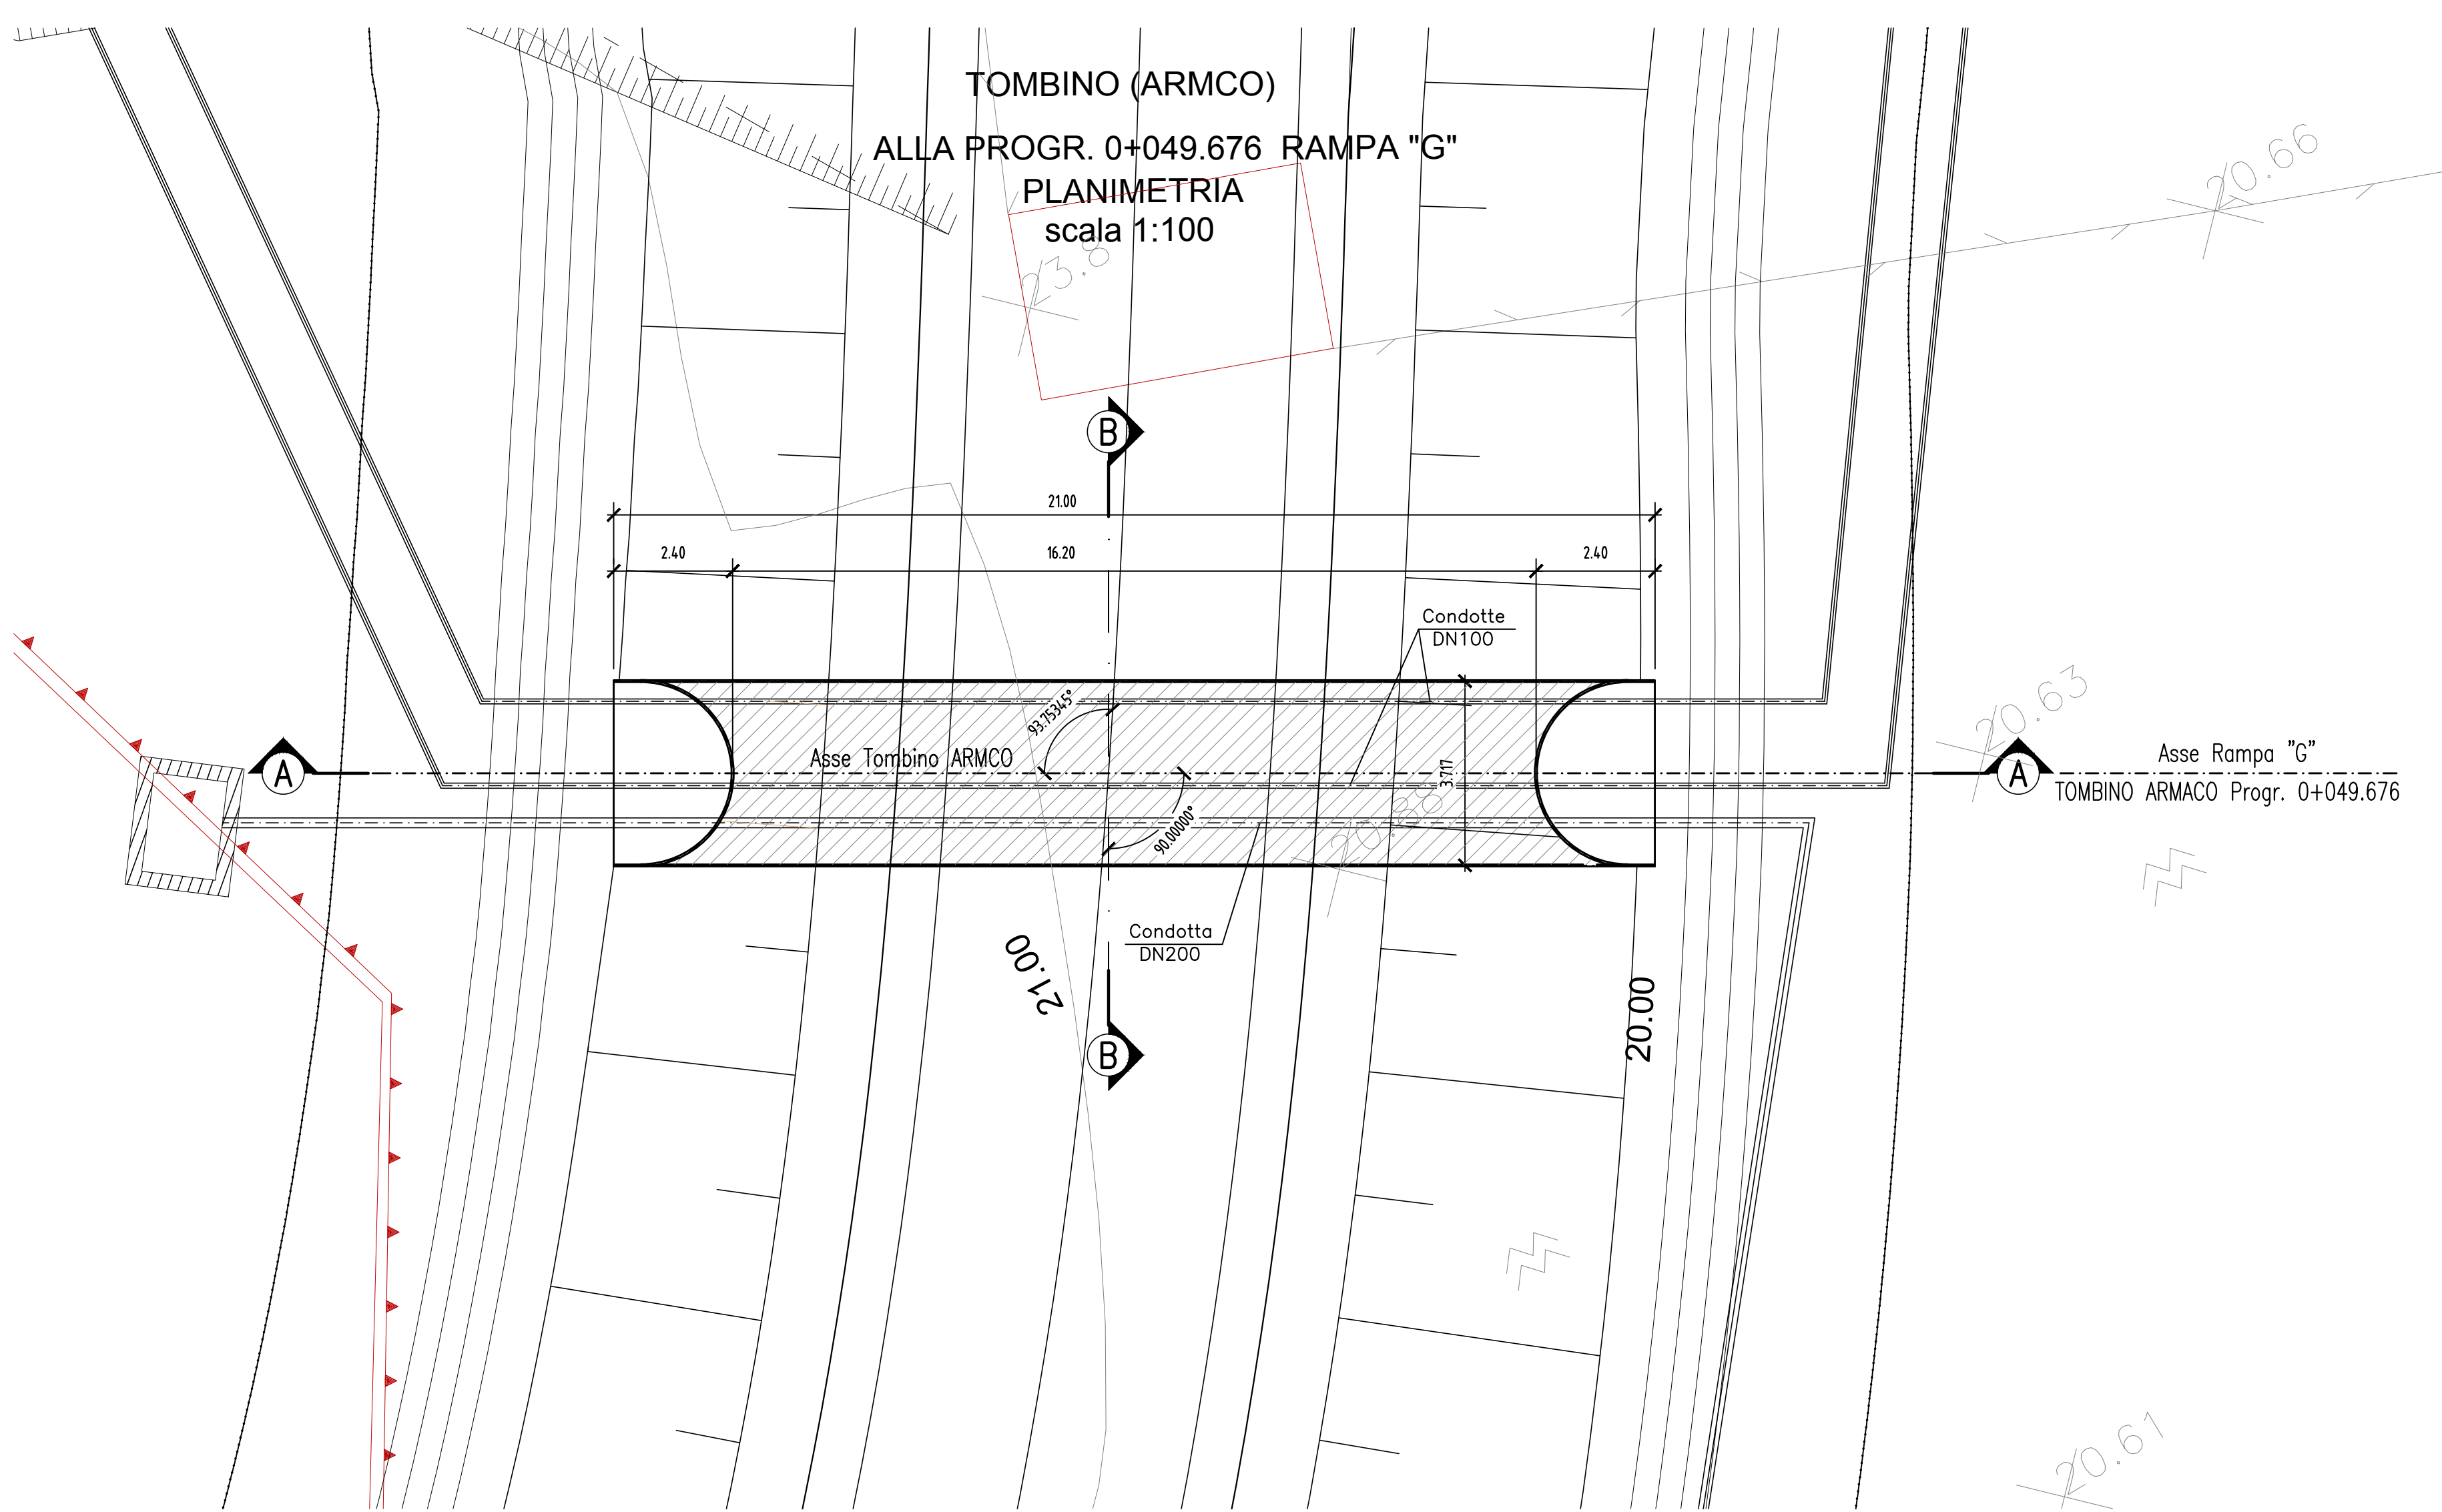 TOMBINO (ARMCO)
ALLA PROGR. 0+049.676 RAMPA "G"
PLANIMETRIA
scala 1:100
20.66
23.8
B
21.00
2.40
16.20
2.40
Condotte
DN100
93.75345°
20.63
Asse Tombino ARMCO
A
3.717
A
Asse Rampa "G"
TOMBINO ARMACO Progr. 0+049.676
90.00000°
Condotta
DN200
21.00
20.00
B
20.61